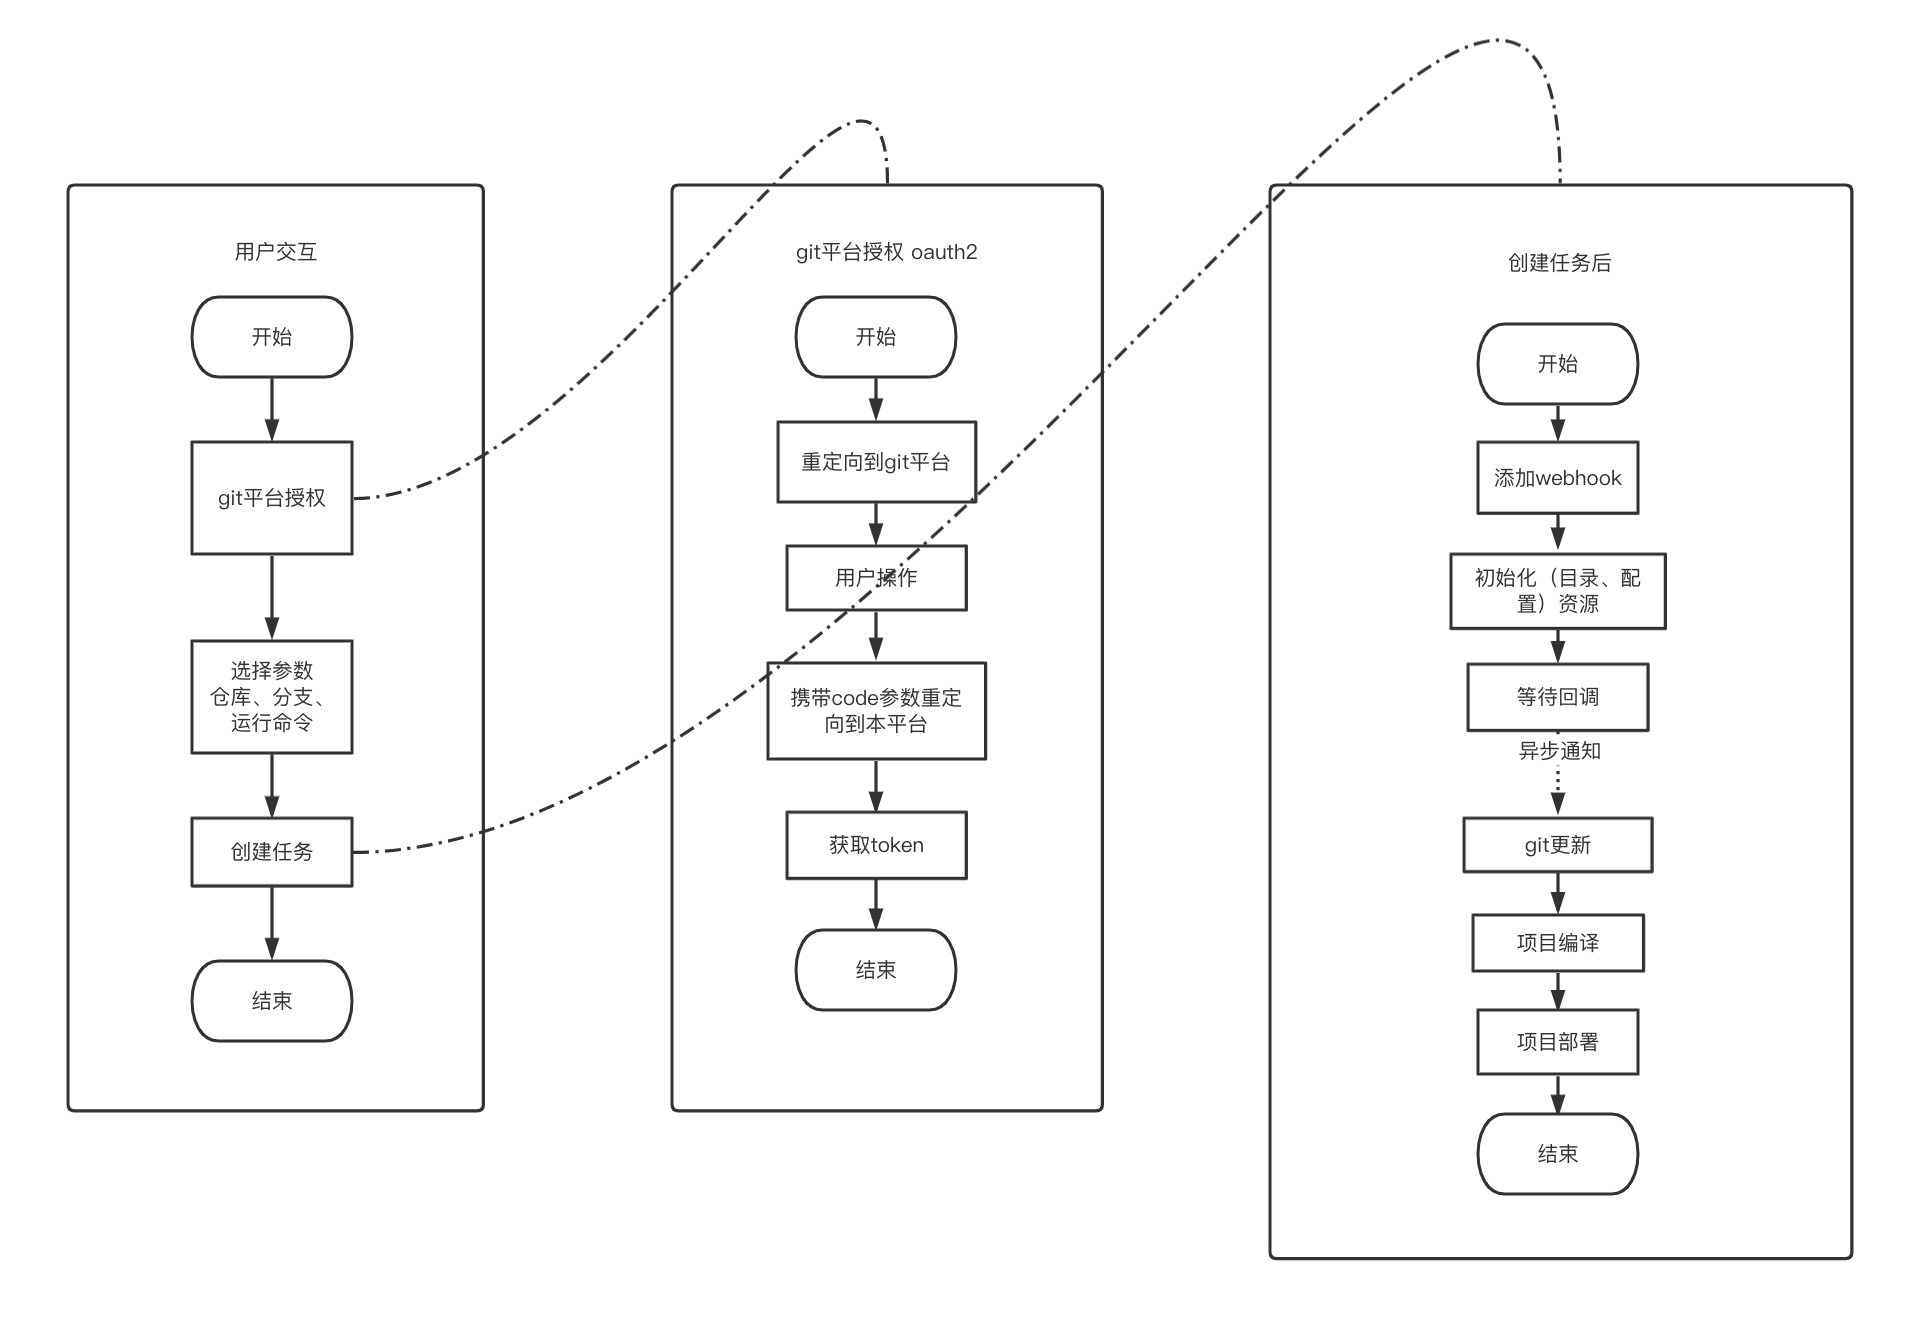 用户交互
开始
git平台授权
选择参数
仓库、分支、
运行命令
创建任务
结束
git平台授权 oauth2
开始
重定向到git平台
用户操作
携带code参数重定
向到本平台
获取token
结束
创建任务后
开始
添加webhook
初始化（目录、配
置）资源
等待回调
异步通知
git更新
项目编译
项目部署
结束